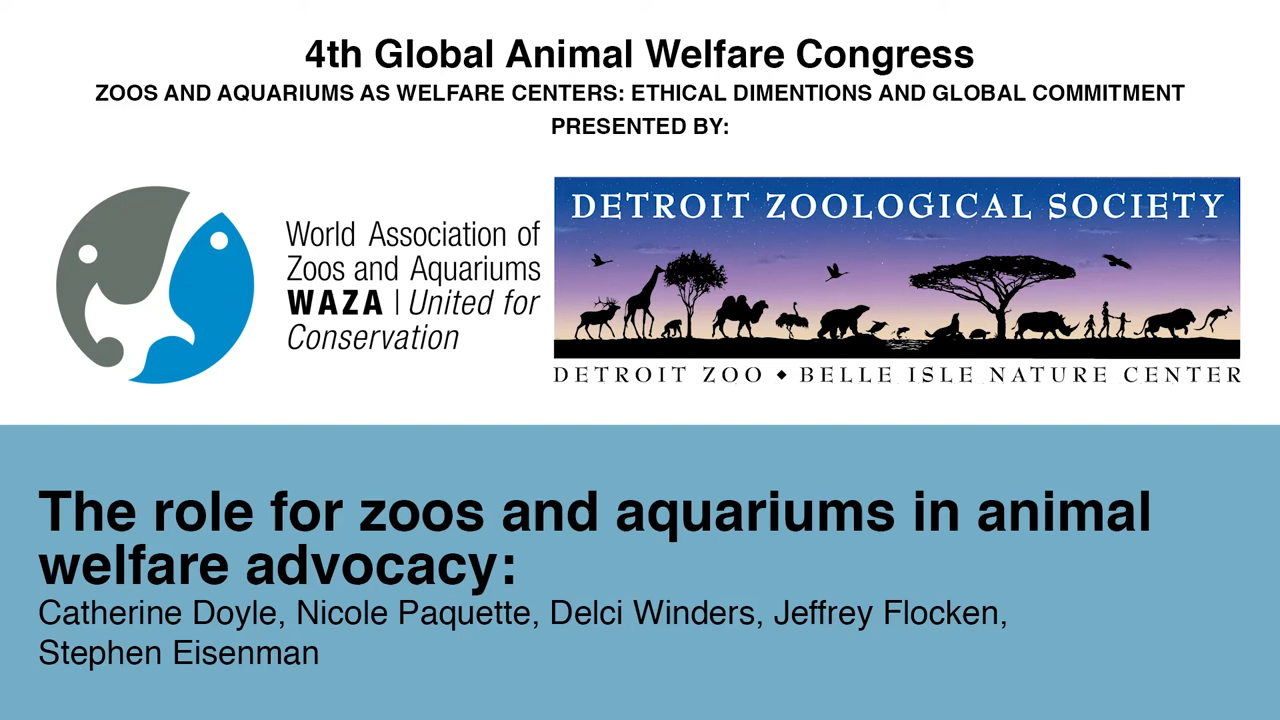 4th Global Animal Welfare Congress
ZOOS AND AQUARIUMS AS WELFARE CENTERS: ETHICAL DIMENTIONS AND GLOBAL COMMITMENT
PRESENTED BY:
World Association of
Zoos and Aquariums
WAZA | United for
Conservation
DETROIT ZOOLOGICAL SOCIETY
DETROIT ZOO ◆ BELLE ISLE NATURE CENTER
The role for zoos and aquariums in animal
welfare advocacy:
Catherine Doyle, Nicole Paquette, Delci Winders, Jeffrey Flocken,
Stephen Eisenman